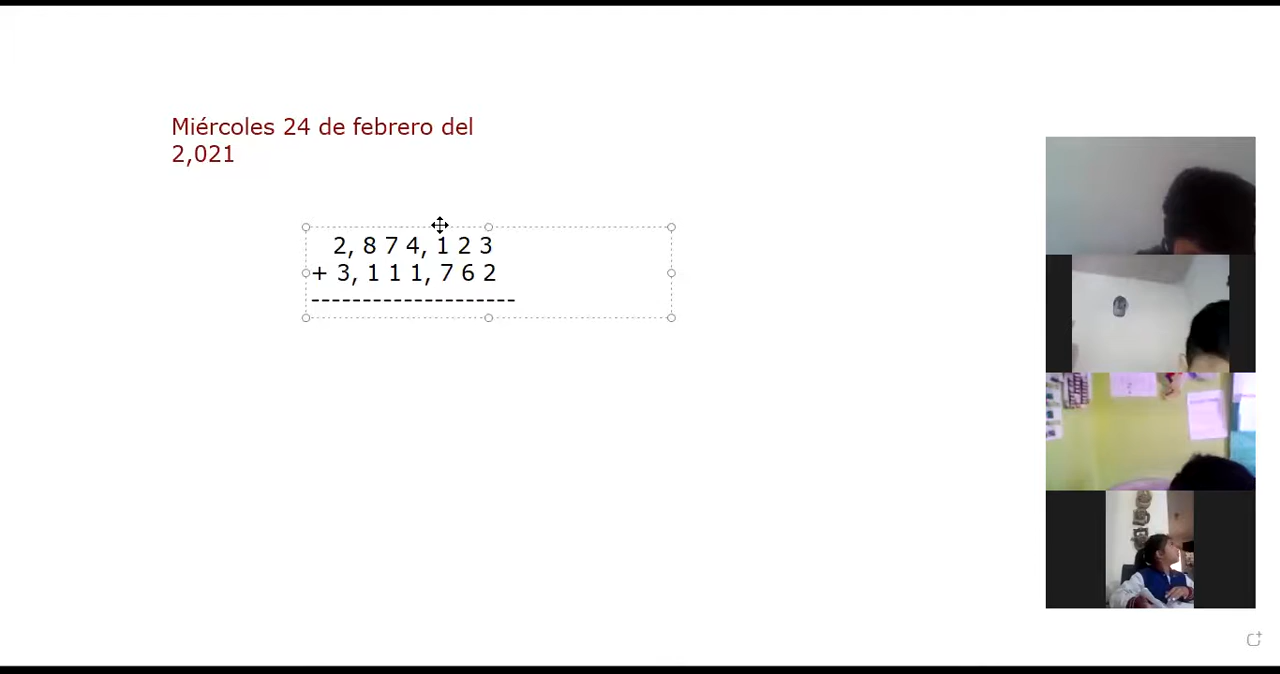 Miércoles 24 de febrero del
2,021
2, 8 7 4, 1 2 3
+ 3, 1 1 1, 7 6 2
--------------------